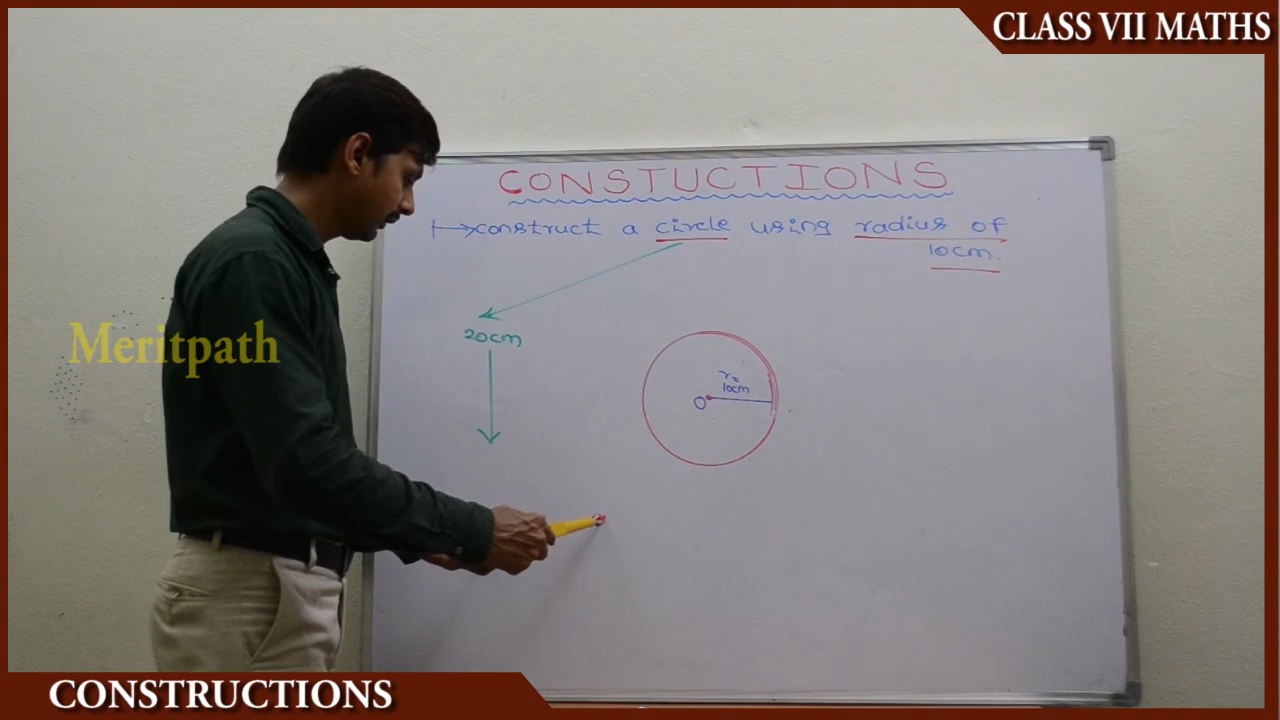 CLASS VII MATHS
CONSTUCTIONS
construct a circle using radius of
10cm.
20cm
r=
10cm
O
Meritpath
CONSTRUCTIONS